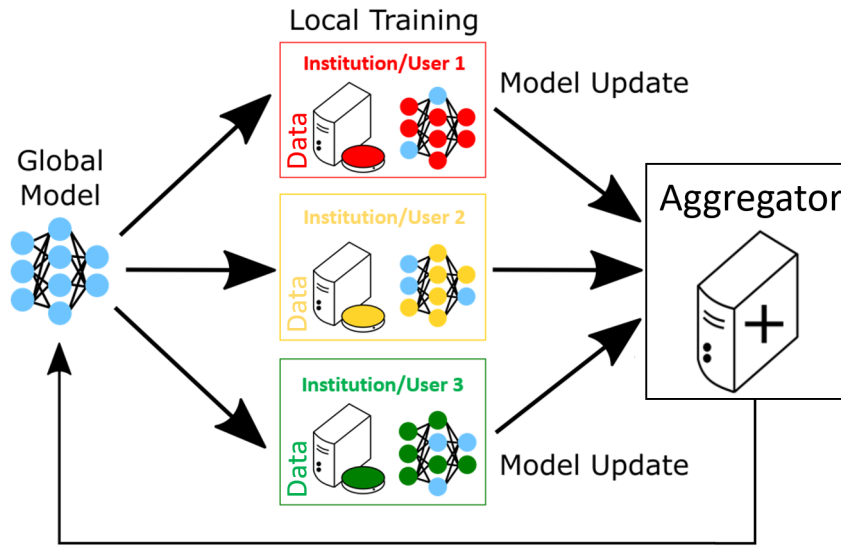 Local Training
Institution/User 1
Data
Model Update
Global
Model
Institution/User 2
Data
Aggregator
Institution/User 3
Data
Model Update